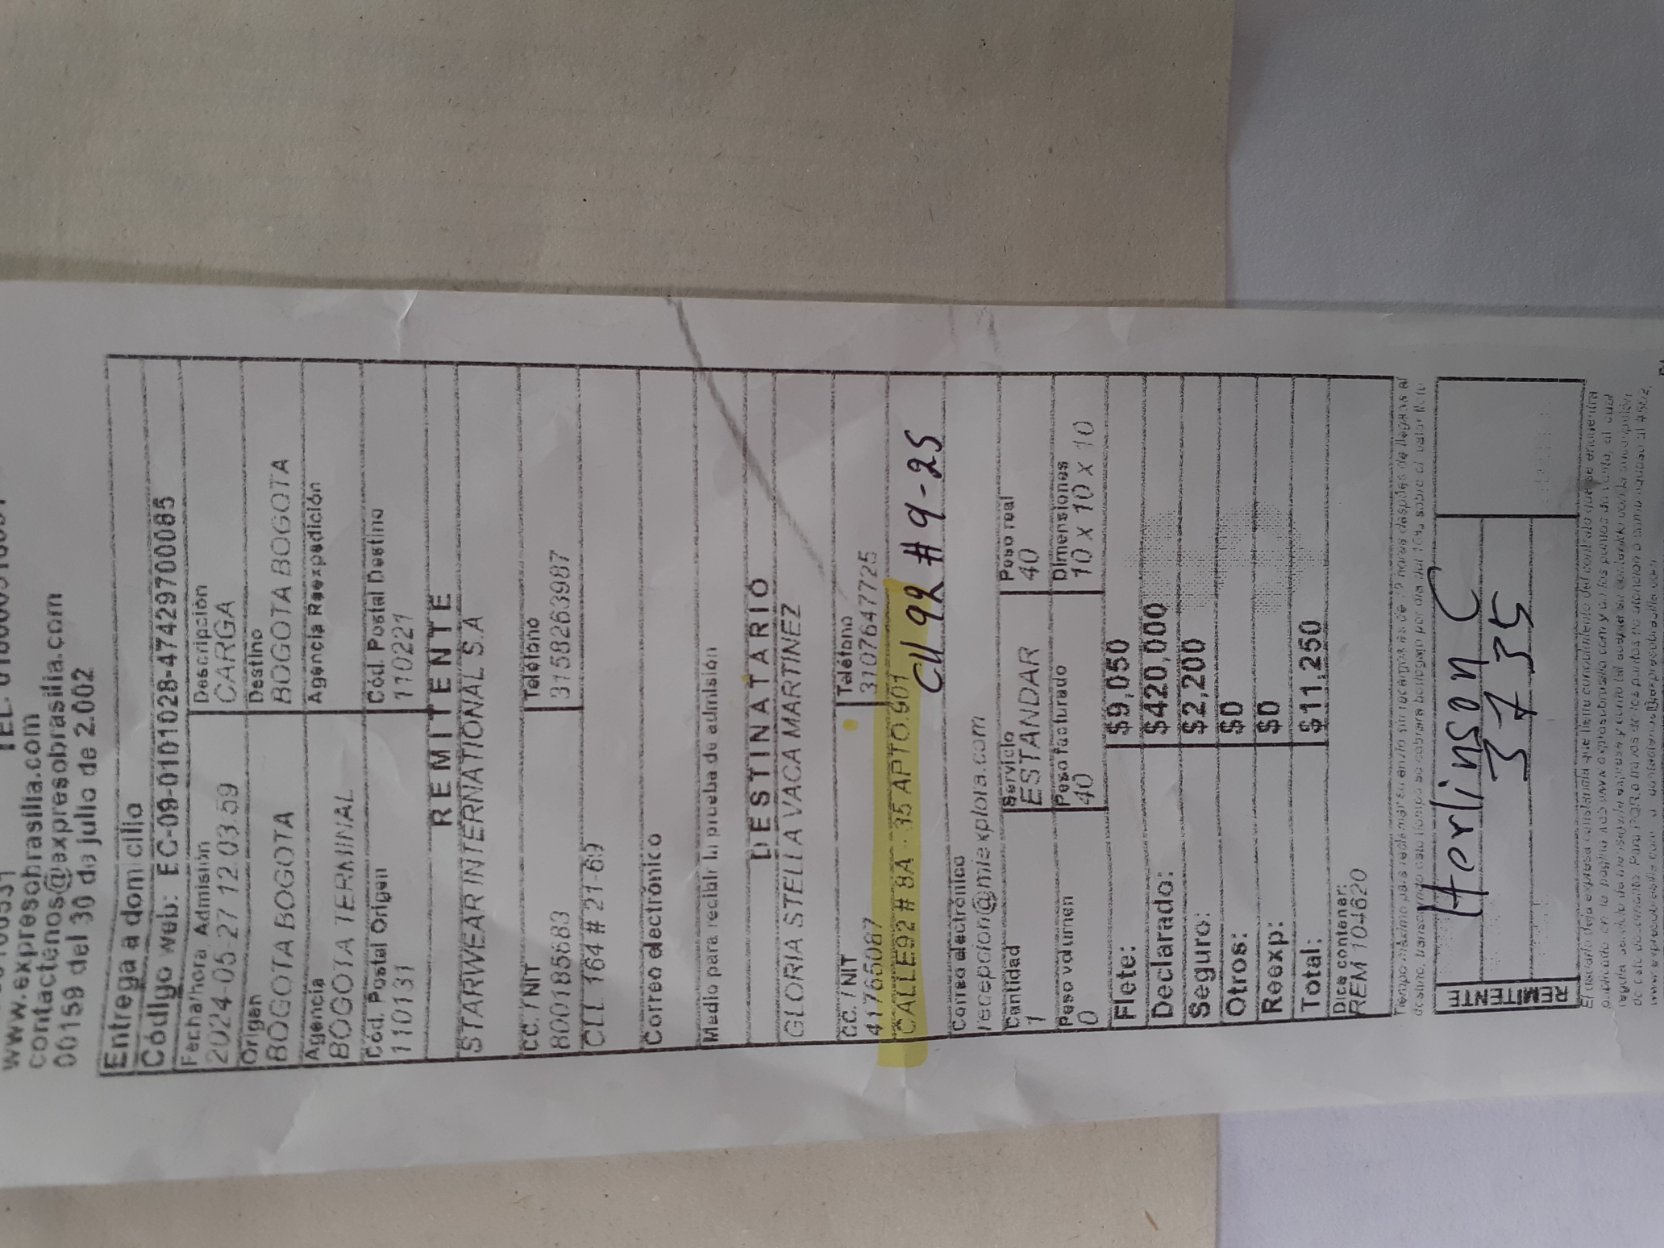 www.expresobrasilia.com
contactenos@expresobrasilia.com
00159 del 30 de julio de 2.002
Entrega a domicilio
Código web: EC-09-0101028-47429700085
Fecha/hora Admisión Descripción
2024-05-27 12:03:59 CARGA
Origen Destino
BOGOTA BOGOTA BOGOTA BOGOTA
Agencia Agencia Reexpedición
BOGOTA TERMINAL
Cód. Postal Origen Cód. Postal Destino
110131 110221
REMITENTE
STARWEAR INTERNATIONAL S.A
CC. / NIT Teléfono
800185683 3158263987
CLL 164 # 21-69
Correo electrónico
Medio para recibir la prueba de admisión
DESTINATARIO
GLORIA STELLA VACA MARTINEZ
CC. / NIT Teléfono
41765087 3107647725
CALLE 92 # 8A - 35 APTO.901
Cll 92 # 9-25
Correo electrónico
recepcion@miaexplora.com
Cantidad Servicio Peso real
1 ESTANDAR 40
Peso volumen Peso facturado Dimensiones
0 40 10 x 10 x 10
Flete: $9,050
Declarado: $420,000
Seguro: $2,200
Otros: $0
Reexp: $0
Total: $11,250
Dice contener:
REM 104620
REMITENTE
Herlinson C
3735